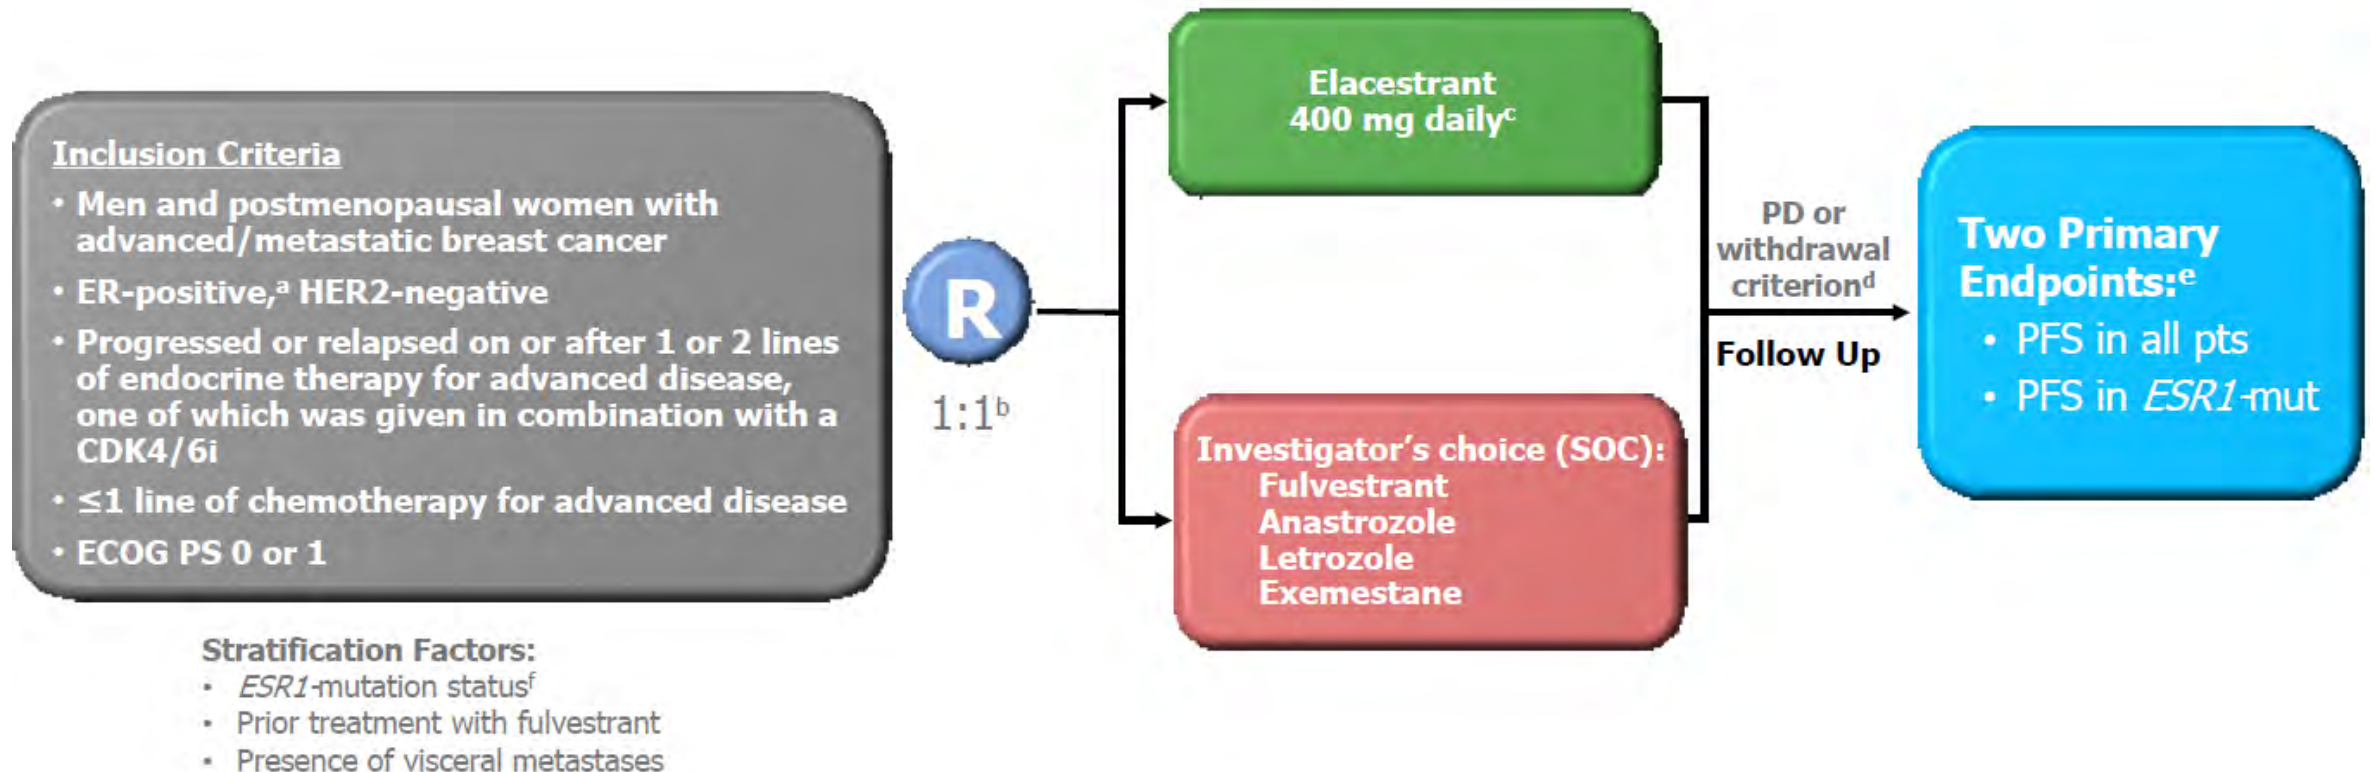 Inclusion Criteria
• Men and postmenopausal women with
advanced/metastatic breast cancer
• ER-positive,ᵃ HER2-negative
• Progressed or relapsed on or after 1 or 2 lines
of endocrine therapy for advanced disease,
one of which was given in combination with a
CDK4/6i
• ≤1 line of chemotherapy for advanced disease
• ECOG PS 0 or 1
Stratification Factors:
• ESR1-mutation statusᶠ
• Prior treatment with fulvestrant
• Presence of visceral metastases
R
1:1ᵇ
Elacestrant
400 mg dailyᶜ
Investigator’s choice (SOC):
Fulvestrant
Anastrozole
Letrozole
Exemestane
PD or
withdrawal
criterionᵈ
Follow Up
Two Primary
Endpoints:ᵉ
• PFS in all pts
• PFS in ESR1-mut